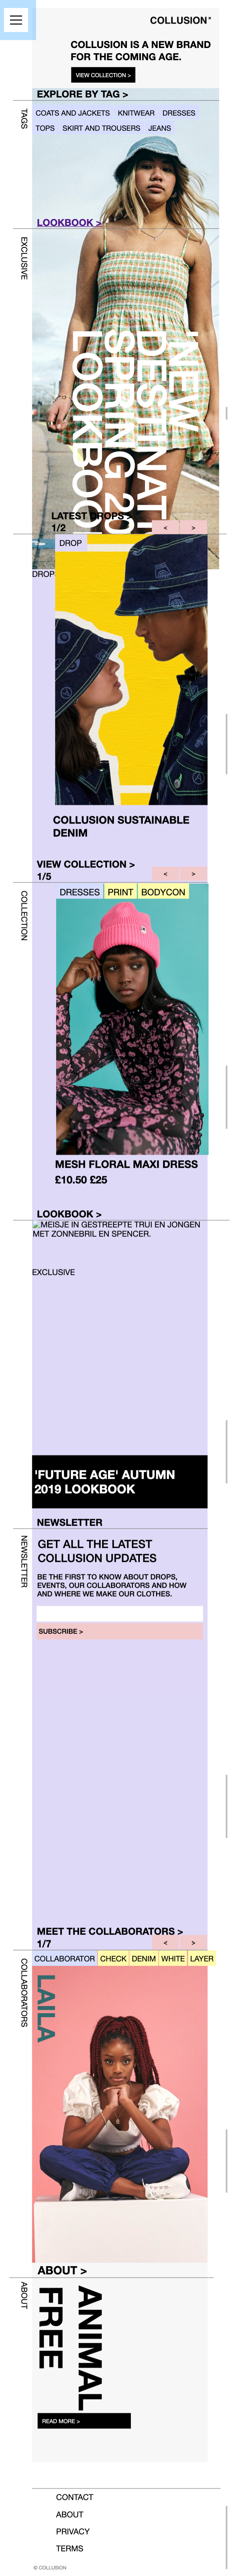 COLLUSION*
COLLUSION IS A NEW BRAND
FOR THE COMING AGE.
VIEW COLLECTION >
EXPLORE BY TAG >
TAGS
COATS AND JACKETS KNITWEAR DRESSES
TOPS SKIRT AND TROUSERS JEANS
LOOKBOOK >
EXCLUSIVE
NEW
DESTINAT
SPRING 20
LOOKBOO
LATEST DROPS >
1/2
< >
DROP
DROP
COLLUSION SUSTAINABLE
DENIM
VIEW COLLECTION >
1/5
< >
COLLECTION
DRESSES PRINT BODYCON
MESH FLORAL MAXI DRESS
£10.50 £25
LOOKBOOK >
MEISJE IN GESTREEPTE TRUI EN JONGEN
MET ZONNEBRIL EN SPENCER.
EXCLUSIVE
'FUTURE AGE' AUTUMN
2019 LOOKBOOK
NEWSLETTER
NEWSLETTER
GET ALL THE LATEST
COLLUSION UPDATES
BE THE FIRST TO KNOW ABOUT DROPS,
EVENTS, OUR COLLABORATORS AND HOW
AND WHERE WE MAKE OUR CLOTHES.
SUBSCRIBE >
MEET THE COLLABORATORS >
1/7
< >
COLLABORATORS
COLLABORATOR CHECK DENIM WHITE LAYER
LAILA
ABOUT >
ABOUT
ANIMAL
FREE
READ MORE >
CONTACT
ABOUT
PRIVACY
TERMS
© COLLUSION